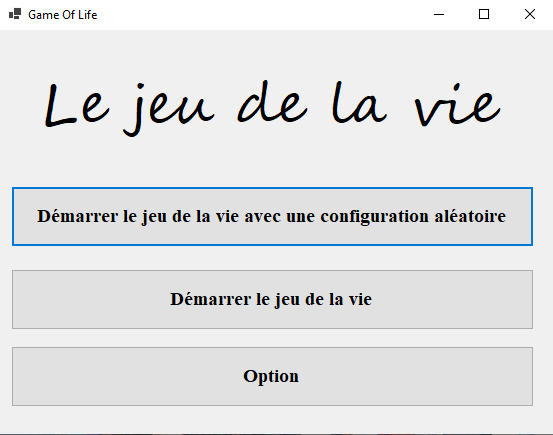 Game Of Life
Le jeu de la vie
Démarrer le jeu de la vie avec une configuration aléatoire
Démarrer le jeu de la vie
Option